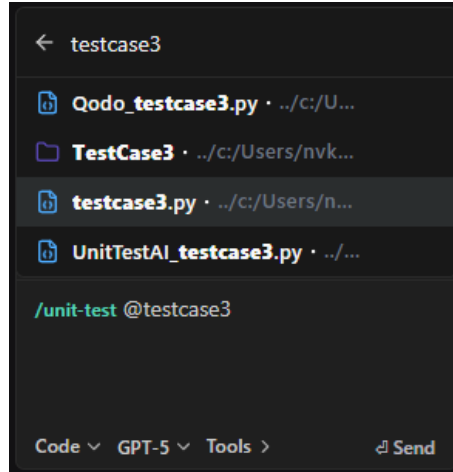 ← testcase3
Qodo_testcase3.py · ../c:/U...
TestCase3 · ../c:/Users/nvk...
testcase3.py · ../c:/Users/n...
UnitTestAI_testcase3.py · ../...
/unit-test @testcase3
Code GPT-5 Tools > ⏎ Send